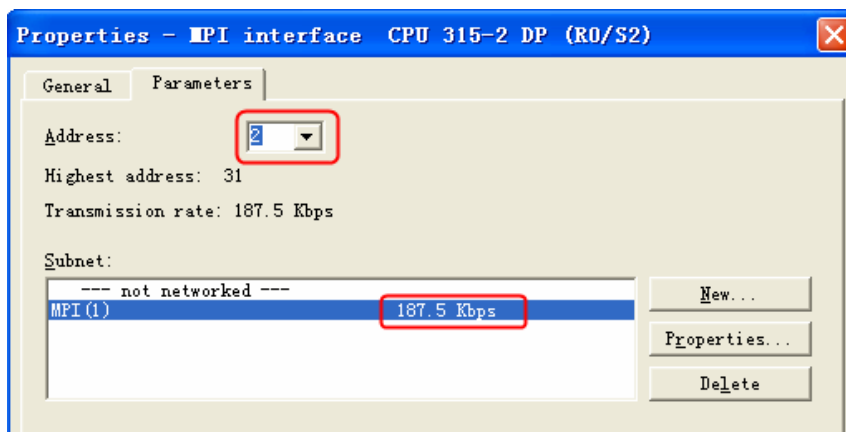 Properties - MPI interface CPU 315-2 DP (R0/S2)
General Parameters
Address: 2
Highest address: 31
Transmission rate: 187.5 Kbps
Subnet:
--- not networked ---
MPI(1) 187.5 Kbps
New...
Properties...
Delete